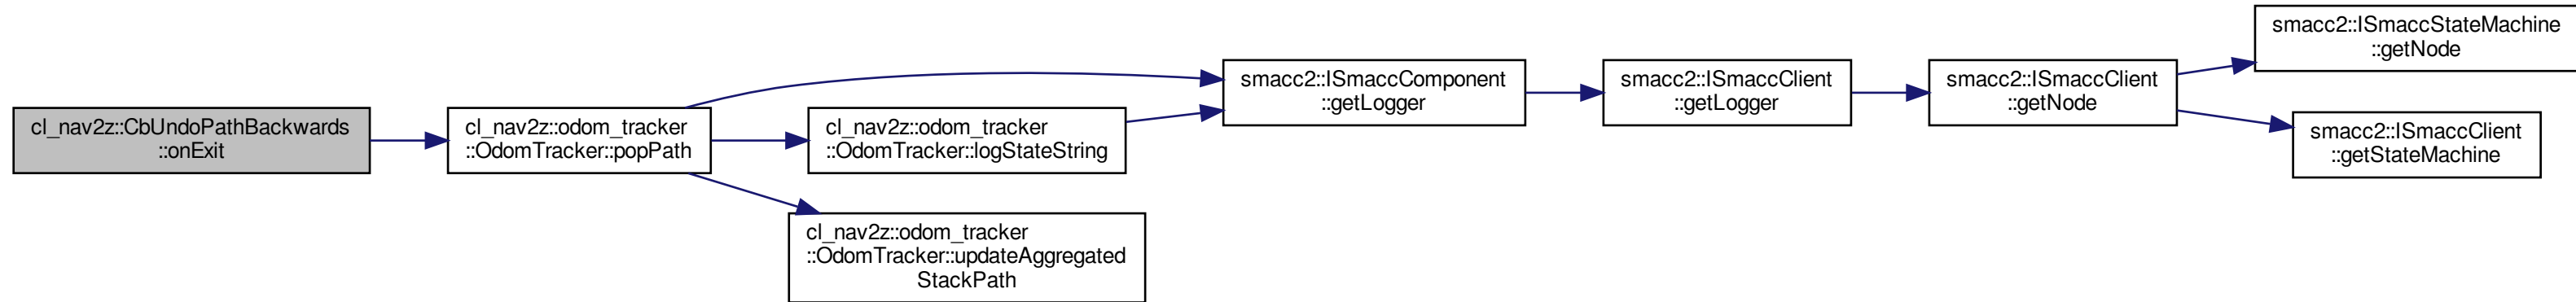 cl_nav2z::CbUndoPathBackwards
::onExit
cl_nav2z::odom_tracker
::OdomTracker::popPath
cl_nav2z::odom_tracker
::OdomTracker::logStateString
cl_nav2z::odom_tracker
::OdomTracker::updateAggregated
StackPath
smacc2::ISmaccComponent
::getLogger
smacc2::ISmaccClient
::getLogger
smacc2::ISmaccClient
::getNode
smacc2::ISmaccStateMachine
::getNode
smacc2::ISmaccClient
::getStateMachine